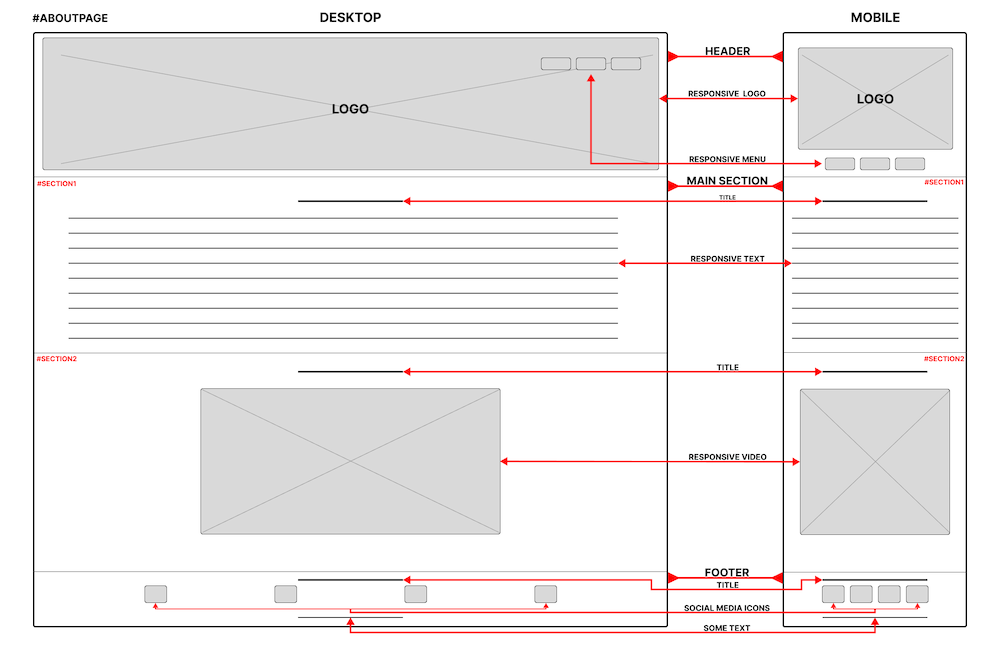 #ABOUTPAGE
DESKTOP
MOBILE
HEADER
LOGO
RESPONSIVE LOGO
LOGO
RESPONSIVE MENU
#SECTION1
MAIN SECTION
#SECTION1
TITLE
RESPONSIVE TEXT
#SECTION2
#SECTION2
TITLE
RESPONSIVE VIDEO
FOOTER
TITLE
SOCIAL MEDIA ICONS
SOME TEXT